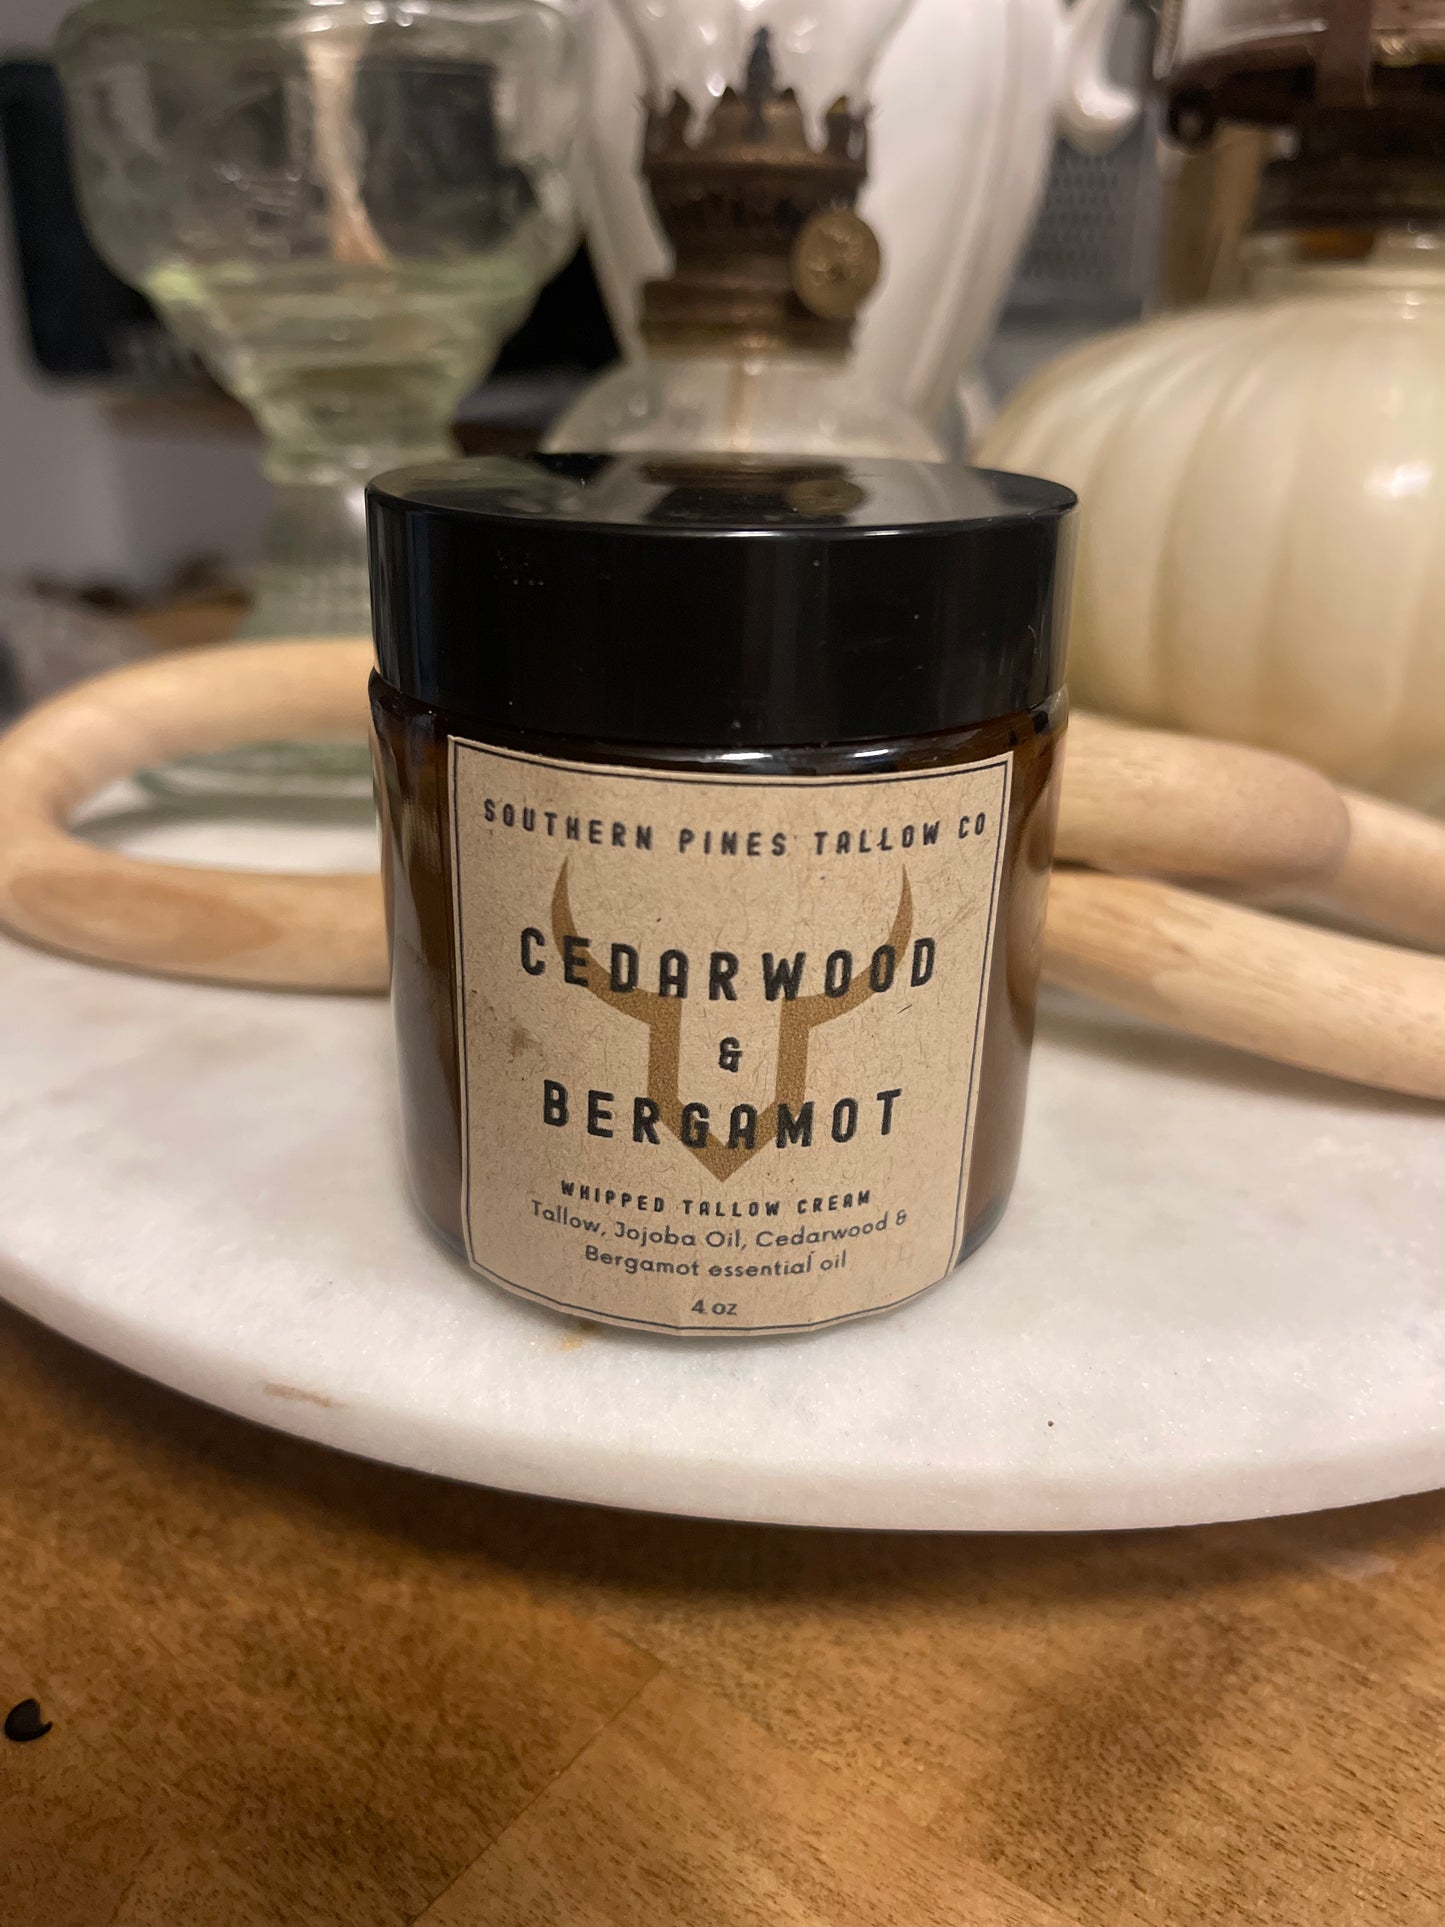 SOUTHERN PINES TALLOW CO
CEDARWOOD
&
BERGAMOT
WHIPPED TALLOW CREAM
Tallow, Jojoba Oil, Cedarwood &
Bergamot essential oil
4 oz